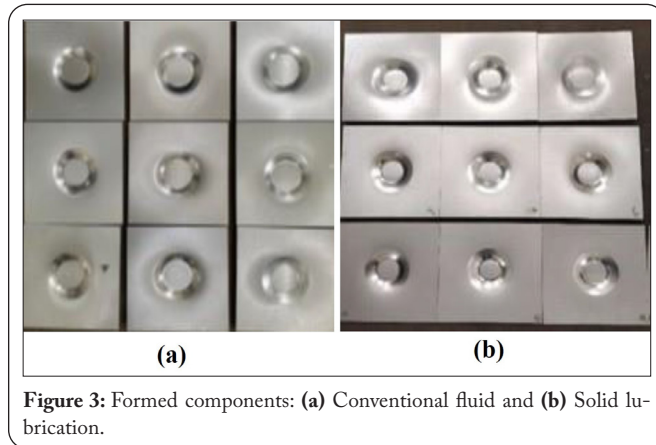 (a)
(b)
Figure 3: Formed components: (a) Conventional fluid and (b) Solid lu-
brication.